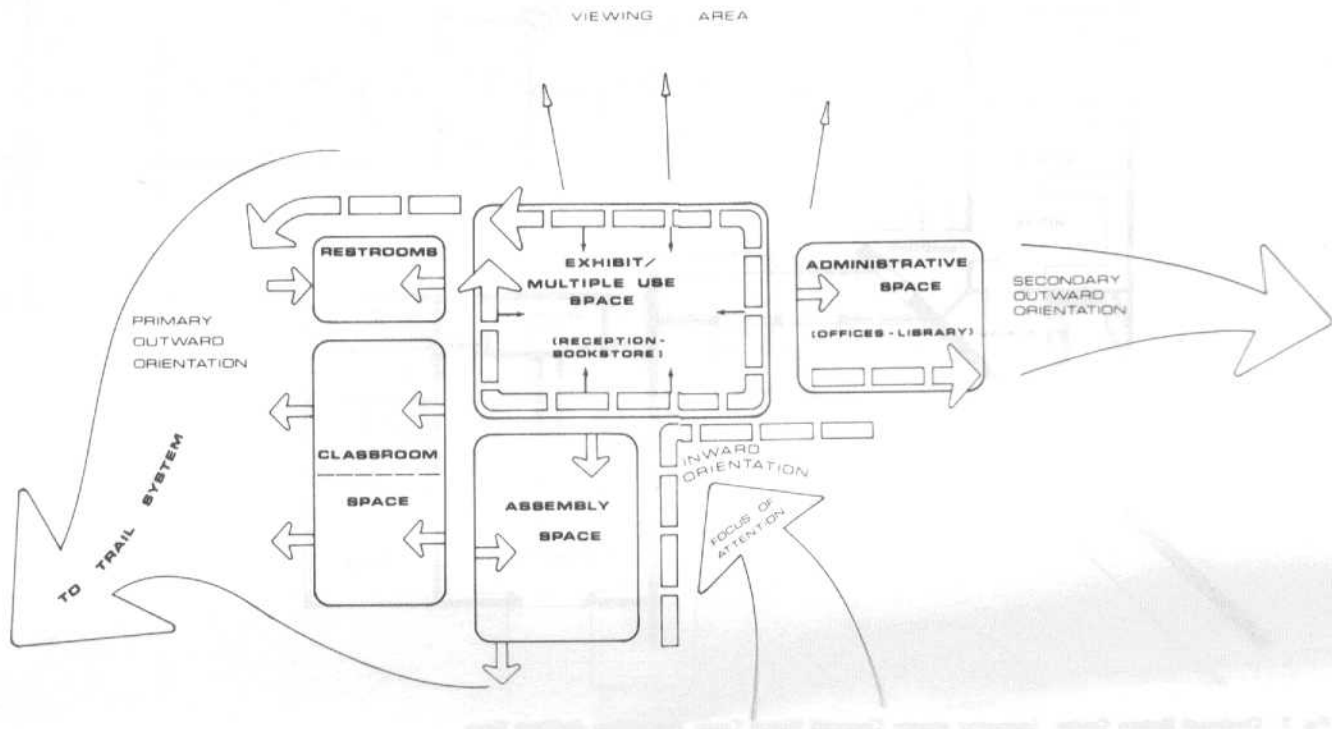 VIEWING AREA
RESTROOMS
EXHIBIT/
MULTIPLE USE
SPACE
(RECEPTION-
BOOKSTORE)
ADMINISTRATIVE
SPACE
(OFFICES-LIBRARY)
SECONDARY
OUTWARD
ORIENTATION
PRIMARY
OUTWARD
ORIENTATION
TO TRAIL SYSTEM
CLASSROOM
SPACE
ASSEMBLY
SPACE
INWARD
ORIENTATION
FOCUS OF
ATTENTION